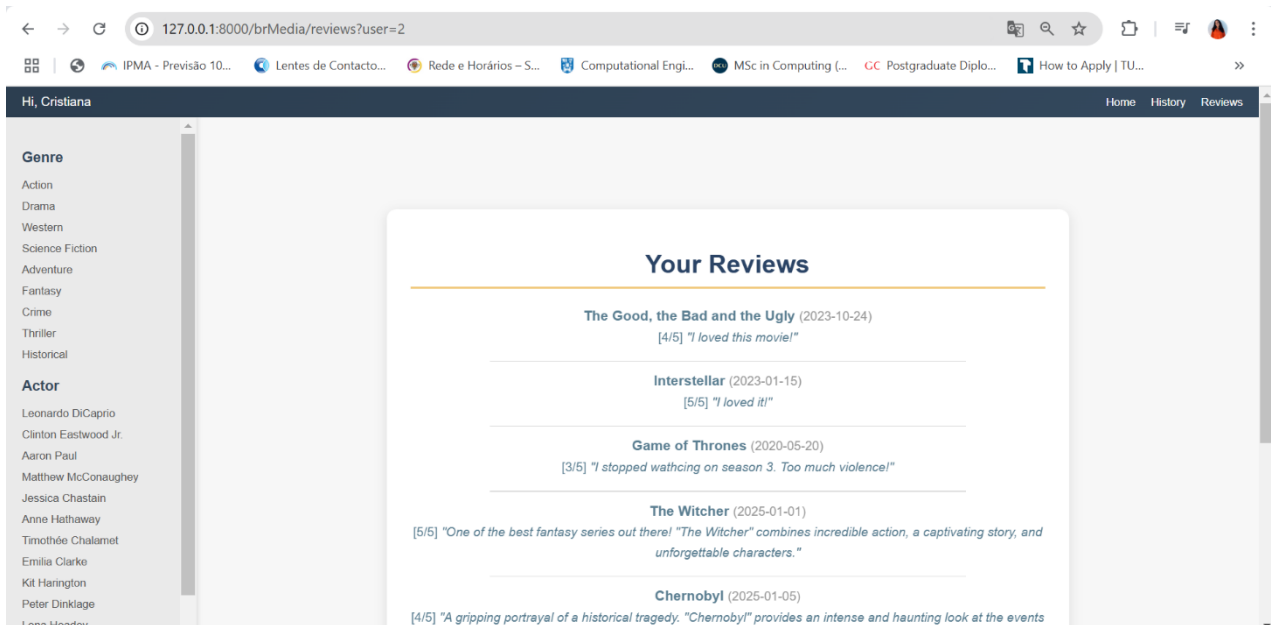 127.0.0.1:8000/brMedia/reviews?user=2
IPMA - Previsão 10... Lentes de Contacto... Rede e Horários – S... Computational Engi... MSc in Computing (... GC Postgraduate Diplo... How to Apply | TU... »
Hi, Cristiana Home History Reviews
Genre
Action
Drama
Western
Science Fiction
Adventure
Fantasy
Crime
Thriller
Historical
Actor
Leonardo DiCaprio
Clinton Eastwood Jr.
Aaron Paul
Matthew McConaughey
Jessica Chastain
Anne Hathaway
Timothée Chalamet
Emilia Clarke
Kit Harington
Peter Dinklage
Lena Headey
Your Reviews
The Good, the Bad and the Ugly (2023-10-24)
[4/5] "I loved this movie!"
Interstellar (2023-01-15)
[5/5] "I loved it!"
Game of Thrones (2020-05-20)
[3/5] "I stopped wathcing on season 3. Too much violence!"
The Witcher (2025-01-01)
[5/5] "One of the best fantasy series out there! "The Witcher" combines incredible action, a captivating story, and
unforgettable characters."
Chernobyl (2025-01-05)
[4/5] "A gripping portrayal of a historical tragedy. "Chernobyl" provides an intense and haunting look at the events